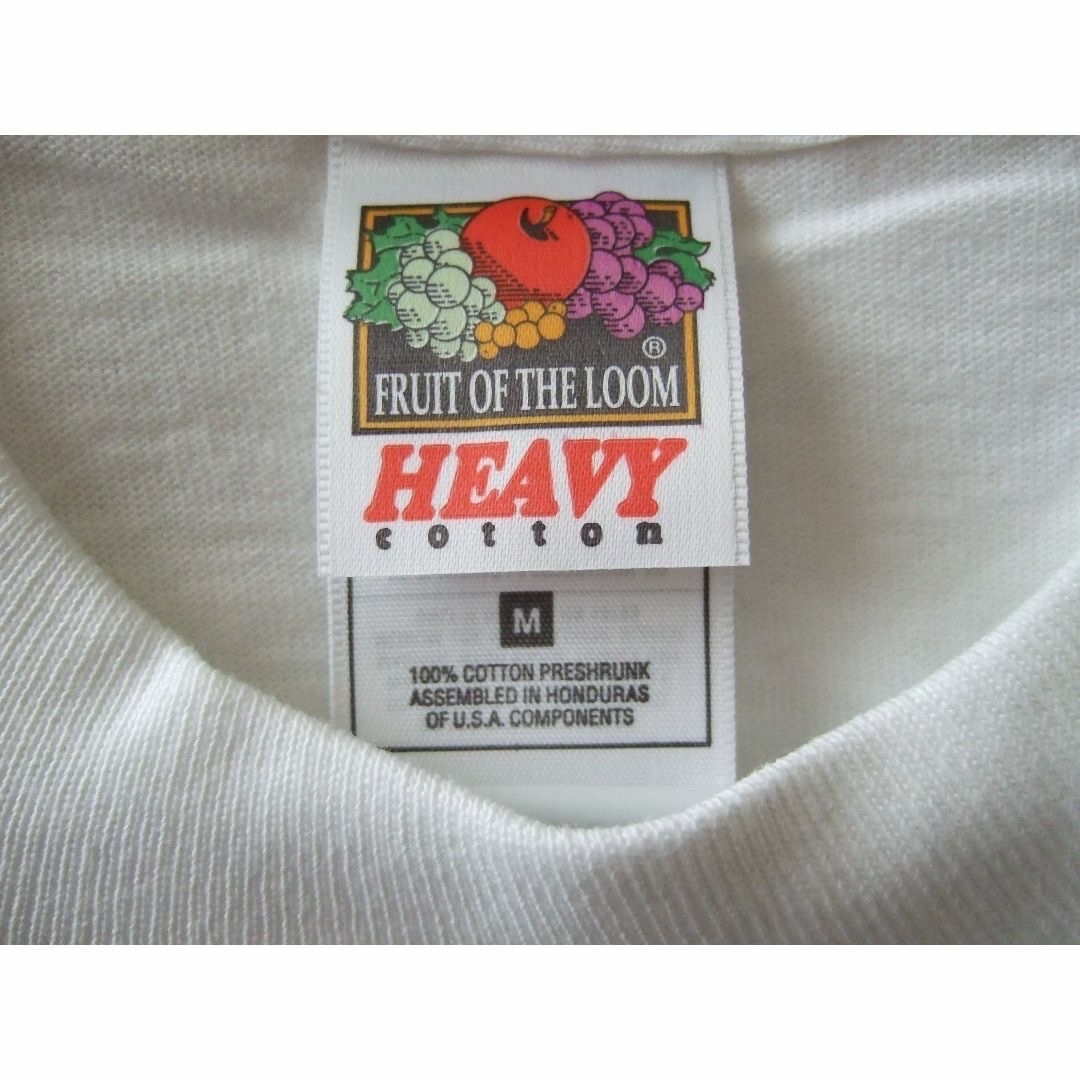 ®
FRUIT OF THE LOOM
HEAVY
cotton
M
100% COTTON PRESHRUNK
ASSEMBLED IN HONDURAS
OF U.S.A. COMPONENTS